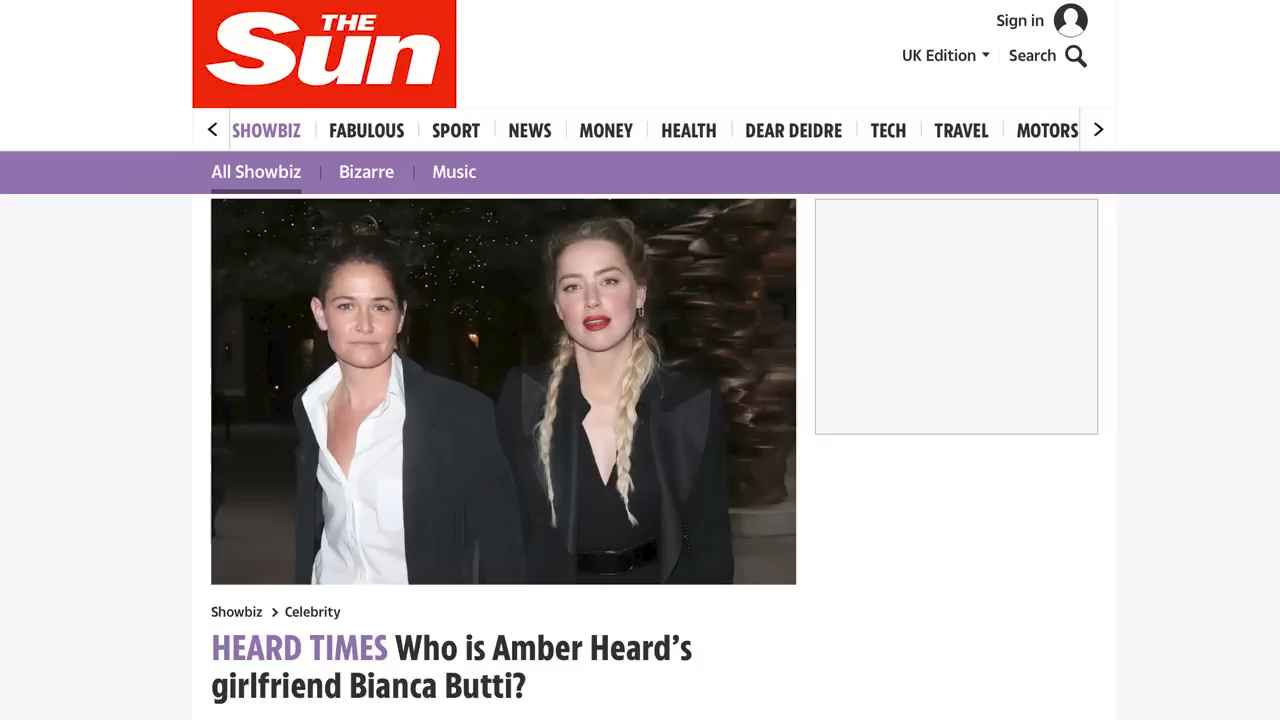 THE
Sun
Sign in
UK Edition
Search
SHOWBIZ FABULOUS SPORT NEWS MONEY HEALTH DEAR DEIDRE TECH TRAVEL MOTORS
All Showbiz Bizarre Music
Showbiz > Celebrity
HEARD TIMES Who is Amber Heard’s
girlfriend Bianca Butti?